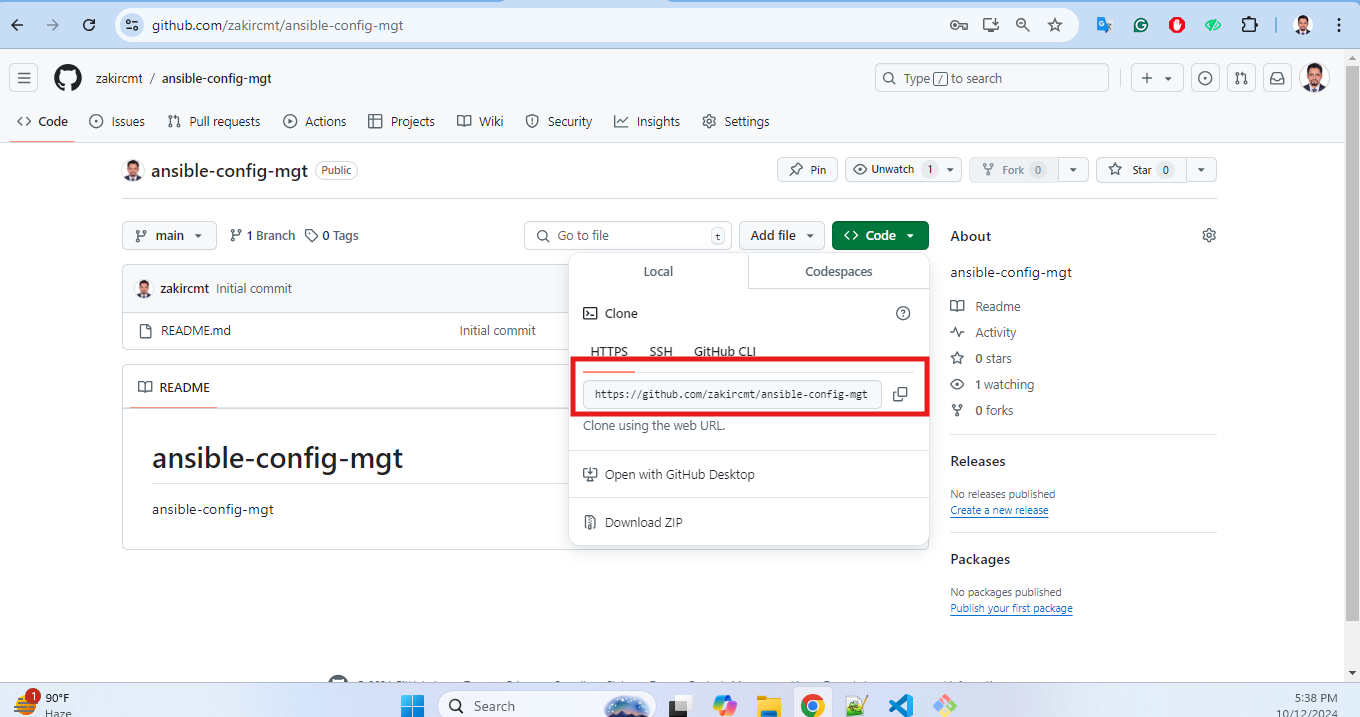 github.com/zakircmt/ansible-config-mgt
zakircmt / ansible-config-mgt
Type / to search
Code Issues Pull requests Actions Projects Wiki Security Insights Settings
ansible-config-mgt Public
Pin Unwatch 1 Fork 0 Star 0
main 1 Branch 0 Tags Go to file t Add file Code
Local Codespaces
zakircmt Initial commit
Clone
README.md Initial commit
HTTPS SSH GitHub CLI
https://github.com/zakircmt/ansible-config-mgt
Clone using the web URL.
Open with GitHub Desktop
Download ZIP
README
ansible-config-mgt
ansible-config-mgt
About
ansible-config-mgt
Readme
Activity
0 stars
1 watching
0 forks
Releases
No releases published
Create a new release
Packages
No packages published
Publish your first package
1
90°F
Haze
Search
5:38 PM
10/12/2024